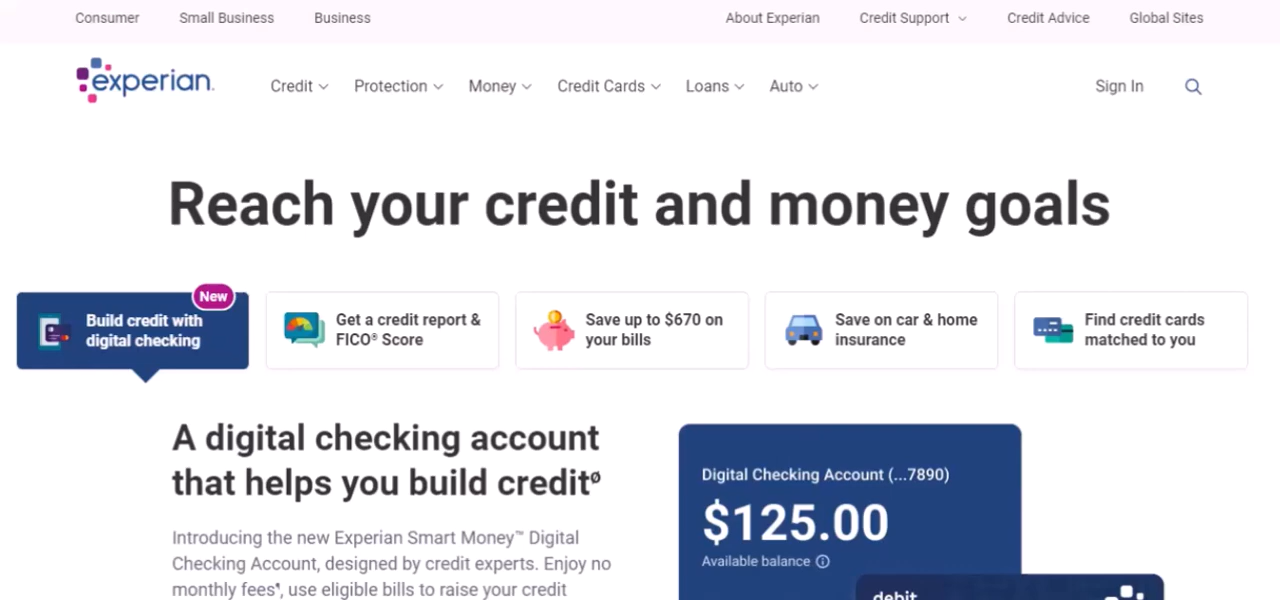 Consumer Small Business Business About Experian Credit Support Credit Advice Global Sites
experian. Credit Protection Money Credit Cards Loans Auto Sign In
Reach your credit and money goals
New
Build credit with
digital checking
Get a credit report &
FICO® Score
Save up to $670 on
your bills
Save on car & home
insurance
Find credit cards
matched to you
A digital checking account
that helps you build creditᶲ
Introducing the new Experian Smart Money™ Digital
Checking Account, designed by credit experts. Enjoy no
monthly fees¶, use eligible bills to raise your credit
Digital Checking Account (...7890)
$125.00
Available balance
debit